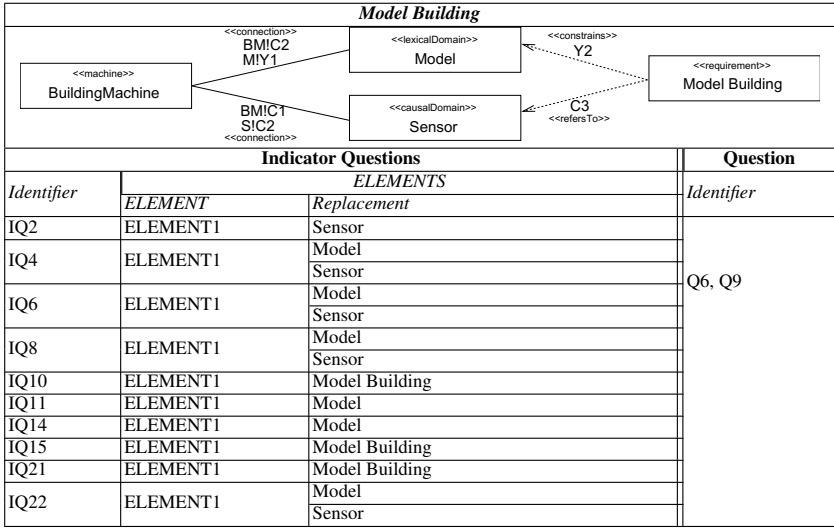 Model Building
<<machine>>
BuildingMachine
<<connection>>
BM!C2
M!Y1
BM!C1
S!C2
<<connection>>
<<lexicalDomain>>
Model
<<causalDomain>>
Sensor
<<constrains>>
Y2
C3
<<refersTo>>
<<requirement>>
Model Building
Indicator Questions Question
Identifier ELEMENTS Identifier
ELEMENT Replacement
IQ2 ELEMENT1 Sensor
IQ4 ELEMENT1 Model
Sensor
Q6, Q9
IQ6 ELEMENT1 Model
Sensor
IQ8 ELEMENT1 Model
Sensor
IQ10 ELEMENT1 Model Building
IQ11 ELEMENT1 Model
IQ14 ELEMENT1 Model
IQ15 ELEMENT1 Model Building
IQ21 ELEMENT1 Model Building
IQ22 ELEMENT1 Model
Sensor